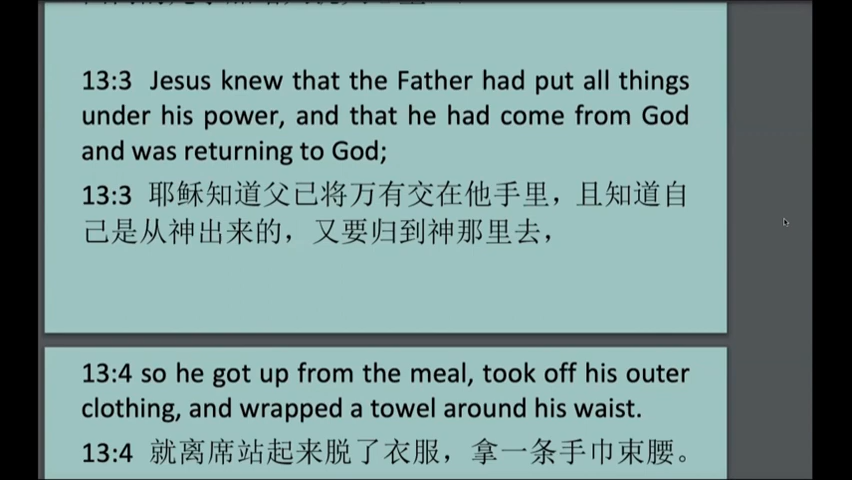 13:3 Jesus knew that the Father had put all things
under his power, and that he had come from God
and was returning to God;
13:3 耶稣知道父已将万有交在他手里，且知道自
己是从神出来的，又要归到神那里去，
13:4 so he got up from the meal, took off his outer
clothing, and wrapped a towel around his waist.
13:4 就离席站起来脱了衣服，拿一条手巾束腰。